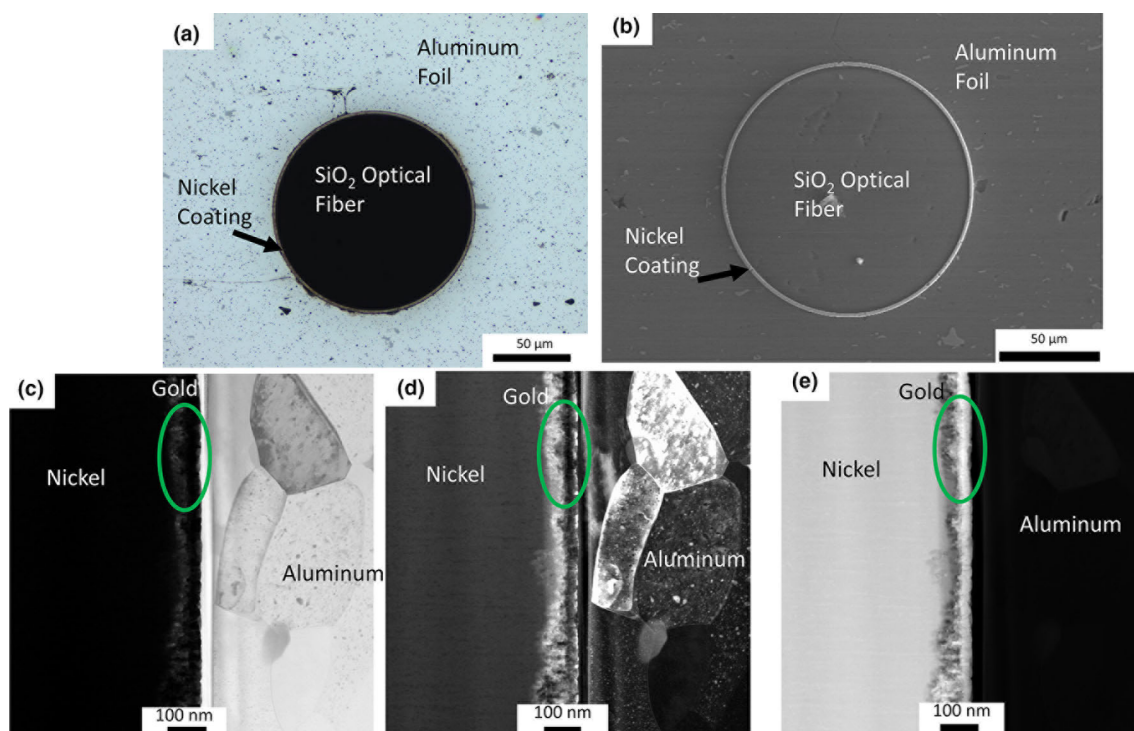 (a)
Aluminum
Foil
SiO₂ Optical
Fiber
Nickel
Coating
50 μm
(b)
Aluminum
Foil
SiO₂ Optical
Fiber
Nickel
Coating
50 μm
(c)
Gold
Nickel
Aluminum
100 nm
(d)
Gold
Nickel
Aluminum
100 nm
(e)
Gold
Nickel
Aluminum
100 nm